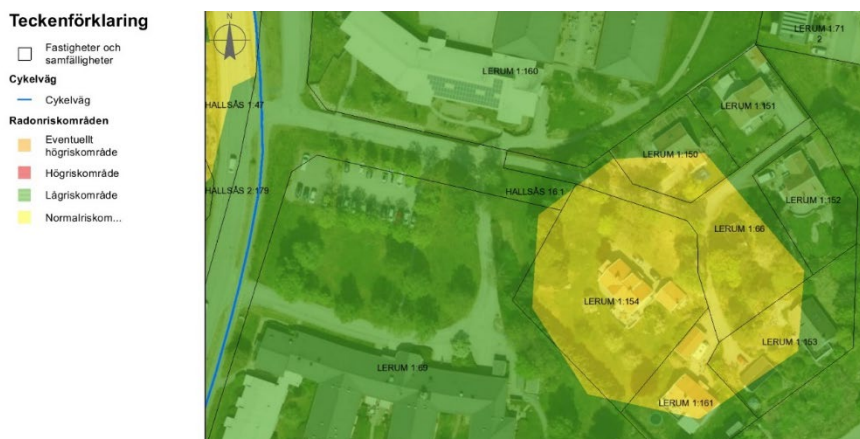 Teckenförklaring
Fastigheter och
samfälligheter
Cykelväg
Cykelväg
Radonriskområden
Eventuellt
högriskområde
Högriskområde
Lågriskområde
Normalriskom...
N
LERUM 1:71
2
LERUM 1:160
HALLSÅS 1:47
LERUM 1:151
LERUM 1:150
HALLSÅS 2:179
HALLSÅS 16:1
LERUM 1:152
LERUM 1:66
LERUM 1:154
LERUM 1:153
LERUM 1:69
LERUM 1:161